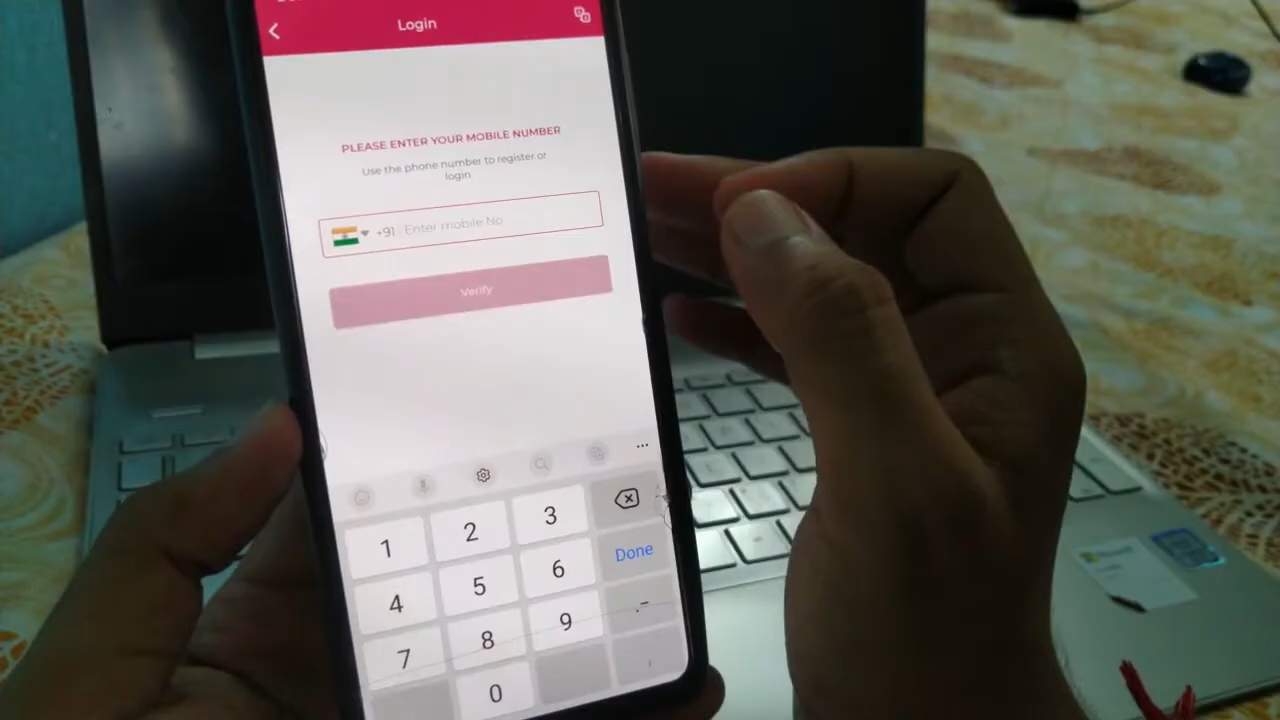 Login
PLEASE ENTER YOUR MOBILE NUMBER
Use the phone number to register or
login
+91 Enter mobile No
Verify
1 2 3
4 5 6 Done
7 8 9 .-
0 ,